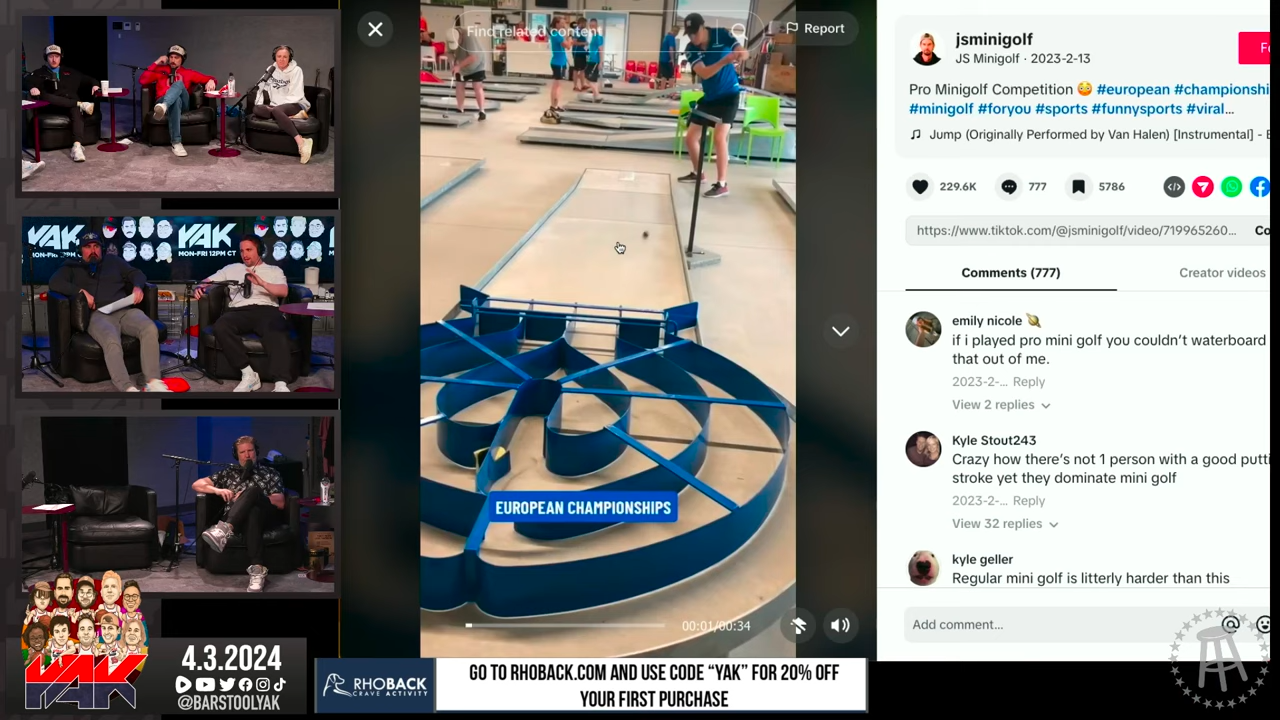 YAK
MON-FRI 12PM CT
YAK
MON-FRI 12PM CT
YAK
4.3.2024
@BARSTOOLYAK
Find related content
Report
EUROPEAN CHAMPIONSHIPS
00:01/00:34
jsminigolf
JS Minigolf · 2023-2-13
Pro Minigolf Competition 😳 #european #championshi
#minigolf #foryou #sports #funnysports #viral...
Jump (Originally Performed by Van Halen) [Instrumental] -
229.6K
777
5786
https://www.tiktok.com/@jsminigolf/video/719965260...
Co
Comments (777)
Creator videos
emily nicole
if i played pro mini golf you couldn't waterboard
that out of me.
2023-2-... Reply
View 2 replies
Kyle Stout243
Crazy how there's not 1 person with a good putti
stroke yet they dominate mini golf
2023-2-... Reply
View 32 replies
kyle geller
Regular mini golf is litterly harder than this
Add comment...
RHOBACK
CRAVE ACTIVITY
GO TO RHOBACK.COM AND USE CODE “YAK” FOR 20% OFF
YOUR FIRST PURCHASE